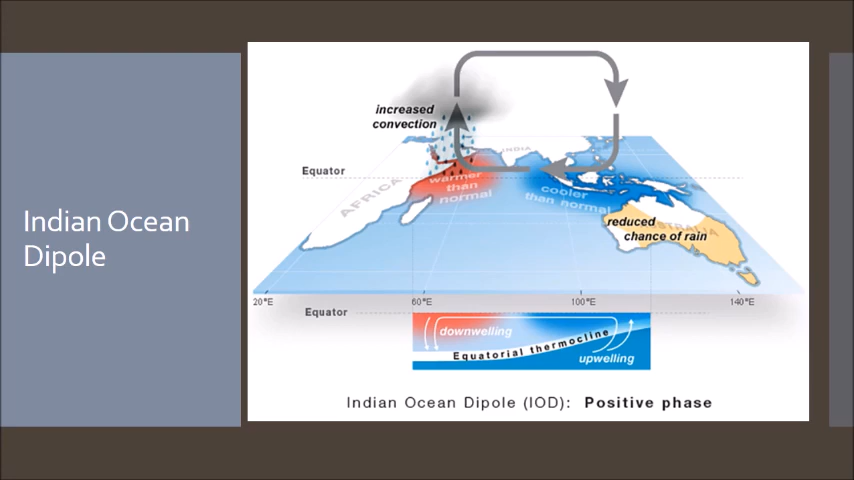 Indian Ocean
Dipole
increased
convection
INDIA
Equator
AFRICA
warmer
than
normal
cooler
than normal
AUSTRALIA
reduced
chance of rain
20°E
60°E
100°E
140°E
Equator
downwelling
Equatorial thermocline
upwelling
Indian Ocean Dipole (IOD): Positive phase